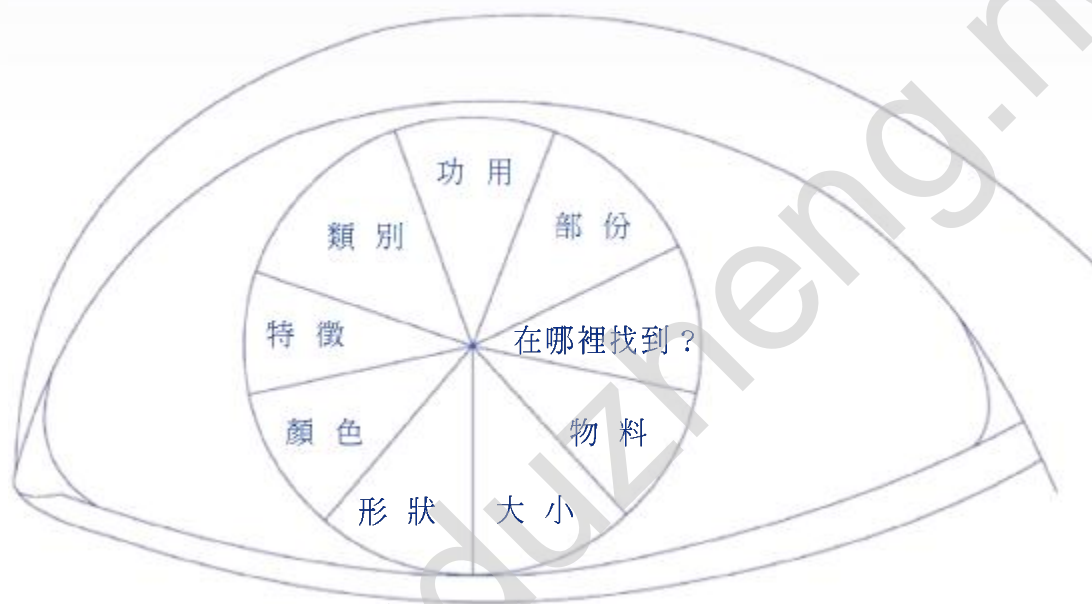 功 用
部 份
類 別
特 徵
在哪裡找到？
顏 色
物 料
形 狀
大 小
duzheng.n